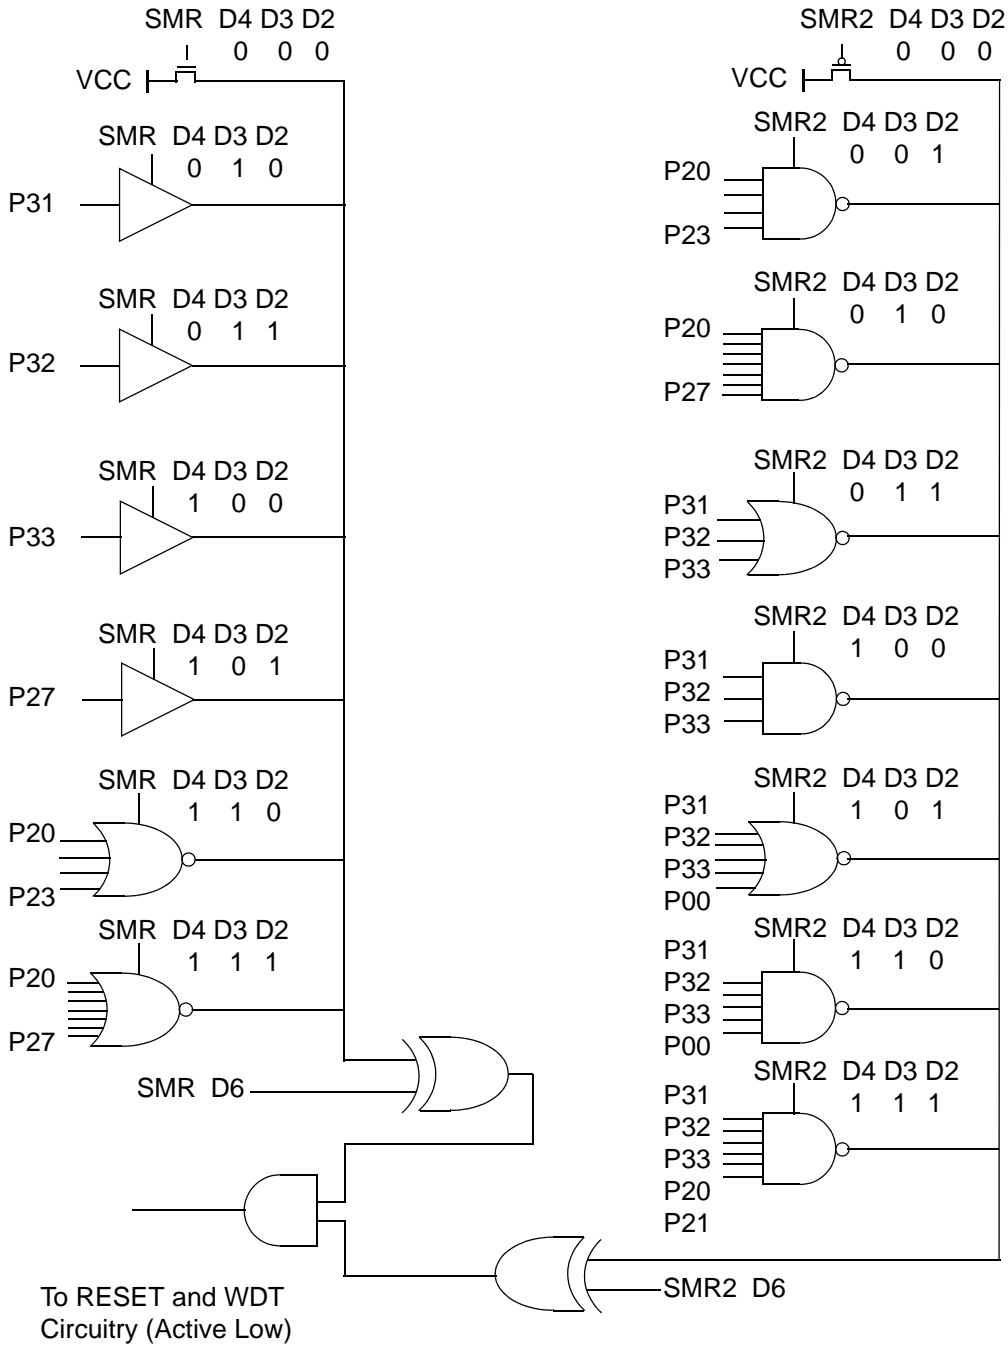 SMR D4 D3 D2
0 0 0
VCC
SMR D4 D3 D2
0 1 0
P31
SMR D4 D3 D2
0 1 1
P32
SMR D4 D3 D2
1 0 0
P33
SMR D4 D3 D2
1 0 1
P27
SMR D4 D3 D2
1 1 0
P20
P23
SMR D4 D3 D2
1 1 1
P20
P27
SMR D6
SMR2 D4 D3 D2
0 0 0
VCC
SMR2 D4 D3 D2
0 0 1
P20
P23
SMR2 D4 D3 D2
0 1 0
P20
P27
SMR2 D4 D3 D2
0 1 1
P31
P32
P33
SMR2 D4 D3 D2
1 0 0
P31
P32
P33
SMR2 D4 D3 D2
1 0 1
P31
P32
P33
P00
SMR2 D4 D3 D2
1 1 0
P31
P32
P33
P00
SMR2 D4 D3 D2
1 1 1
P31
P32
P33
P20
P21
SMR2 D6
To RESET and WDT
Circuitry (Active Low)